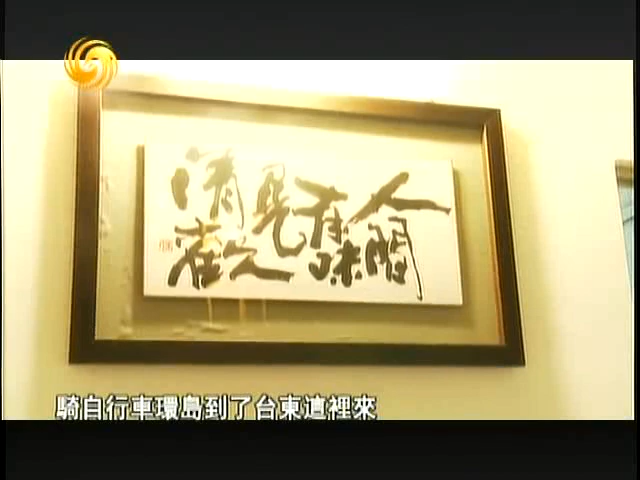 人間
有味
是
清歡
騎自行車環島到了台東這裡來